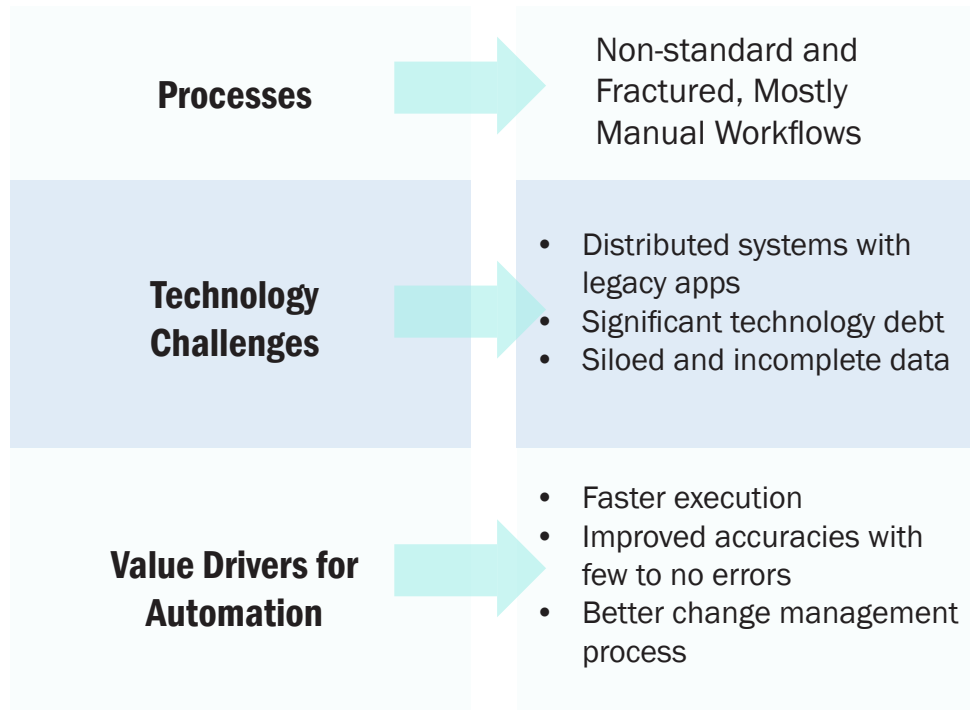 Processes
Non-standard and
Fractured, Mostly
Manual Workflows
Technology
Challenges
• Distributed systems with
legacy apps
• Significant technology debt
• Siloed and incomplete data
Value Drivers for
Automation
• Faster execution
• Improved accuracies with
few to no errors
• Better change management
process